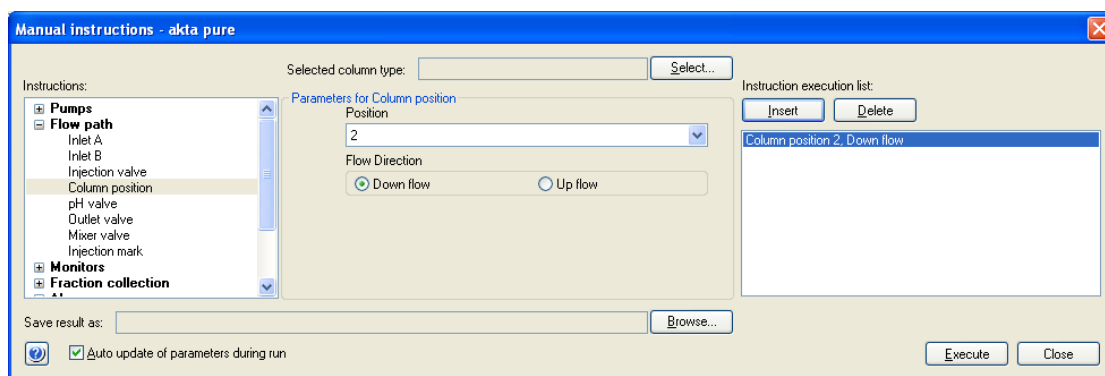 Manual instructions - akta pure
Selected column type:
Select...
Instructions:
Pumps
Flow path
Inlet A
Inlet B
Injection valve
Column position
pH valve
Outlet valve
Mixer valve
Injection mark
Monitors
Fraction collection
Parameters for Column position
Position
2
Flow Direction
Down flow
Up flow
Instruction execution list:
Insert
Delete
Column position 2, Down flow
Save result as:
Browse...
Auto update of parameters during run
Execute
Close